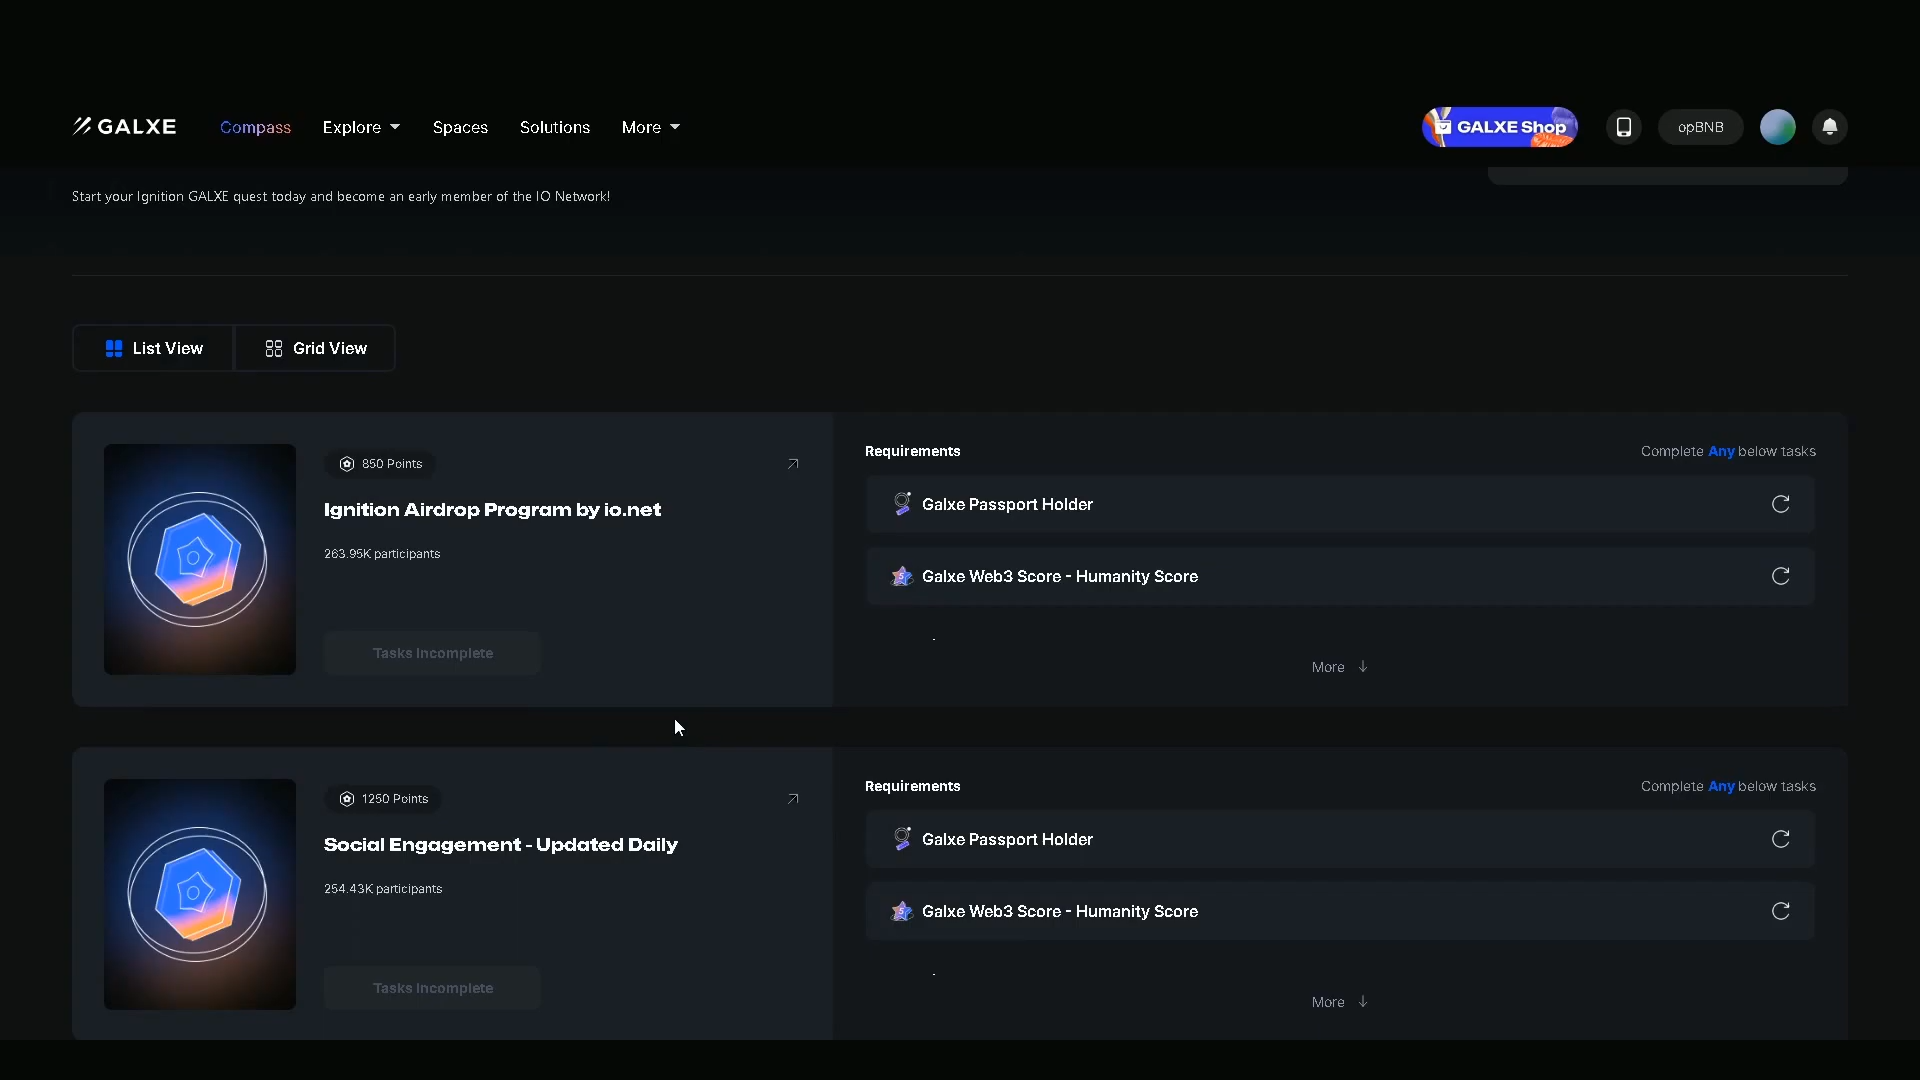 GALXE
Compass
Explore
Spaces
Solutions
More
GALXE Shop
opBNB
Start your Ignition GALXE quest today and become an early member of the IO Network!
List View
Grid View
850 Points
Ignition Airdrop Program by io.net
263.95K participants
Tasks Incomplete
Requirements
Complete Any below tasks
Galxe Passport Holder
5
Galxe Web3 Score - Humanity Score
More
1250 Points
Social Engagement - Updated Daily
254.43K participants
Tasks Incomplete
Requirements
Complete Any below tasks
Galxe Passport Holder
5
Galxe Web3 Score - Humanity Score
More